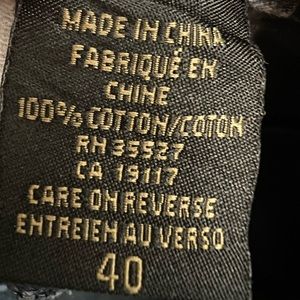 MADE IN CHINA
FABRIQUÉ EN
CHINE
100% COTTON/COTON
RN 35527
CA 19117
CARE ON REVERSE
ENTREIEN AU VERSO
40